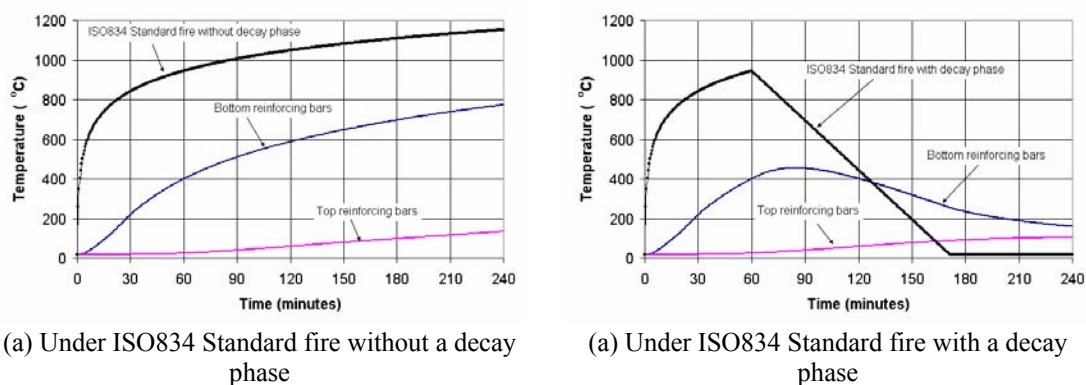 1200
1000
800
600
400
200
0
Temperature ( °C)
ISO834 Standard fire without decay phase
Bottom reinforcing bars
Top reinforcing bars
0 30 60 90 120 150 180 210 240
Time (minutes)
(a) Under ISO834 Standard fire without a decay
phase
1200
1000
800
600
400
200
0
Temperature ( °C)
ISO834 Standard fire with decay phase
Bottom reinforcing bars
Top reinforcing bars
0 30 60 90 120 150 180 210 240
Time (minutes)
(a) Under ISO834 Standard fire with a decay
phase